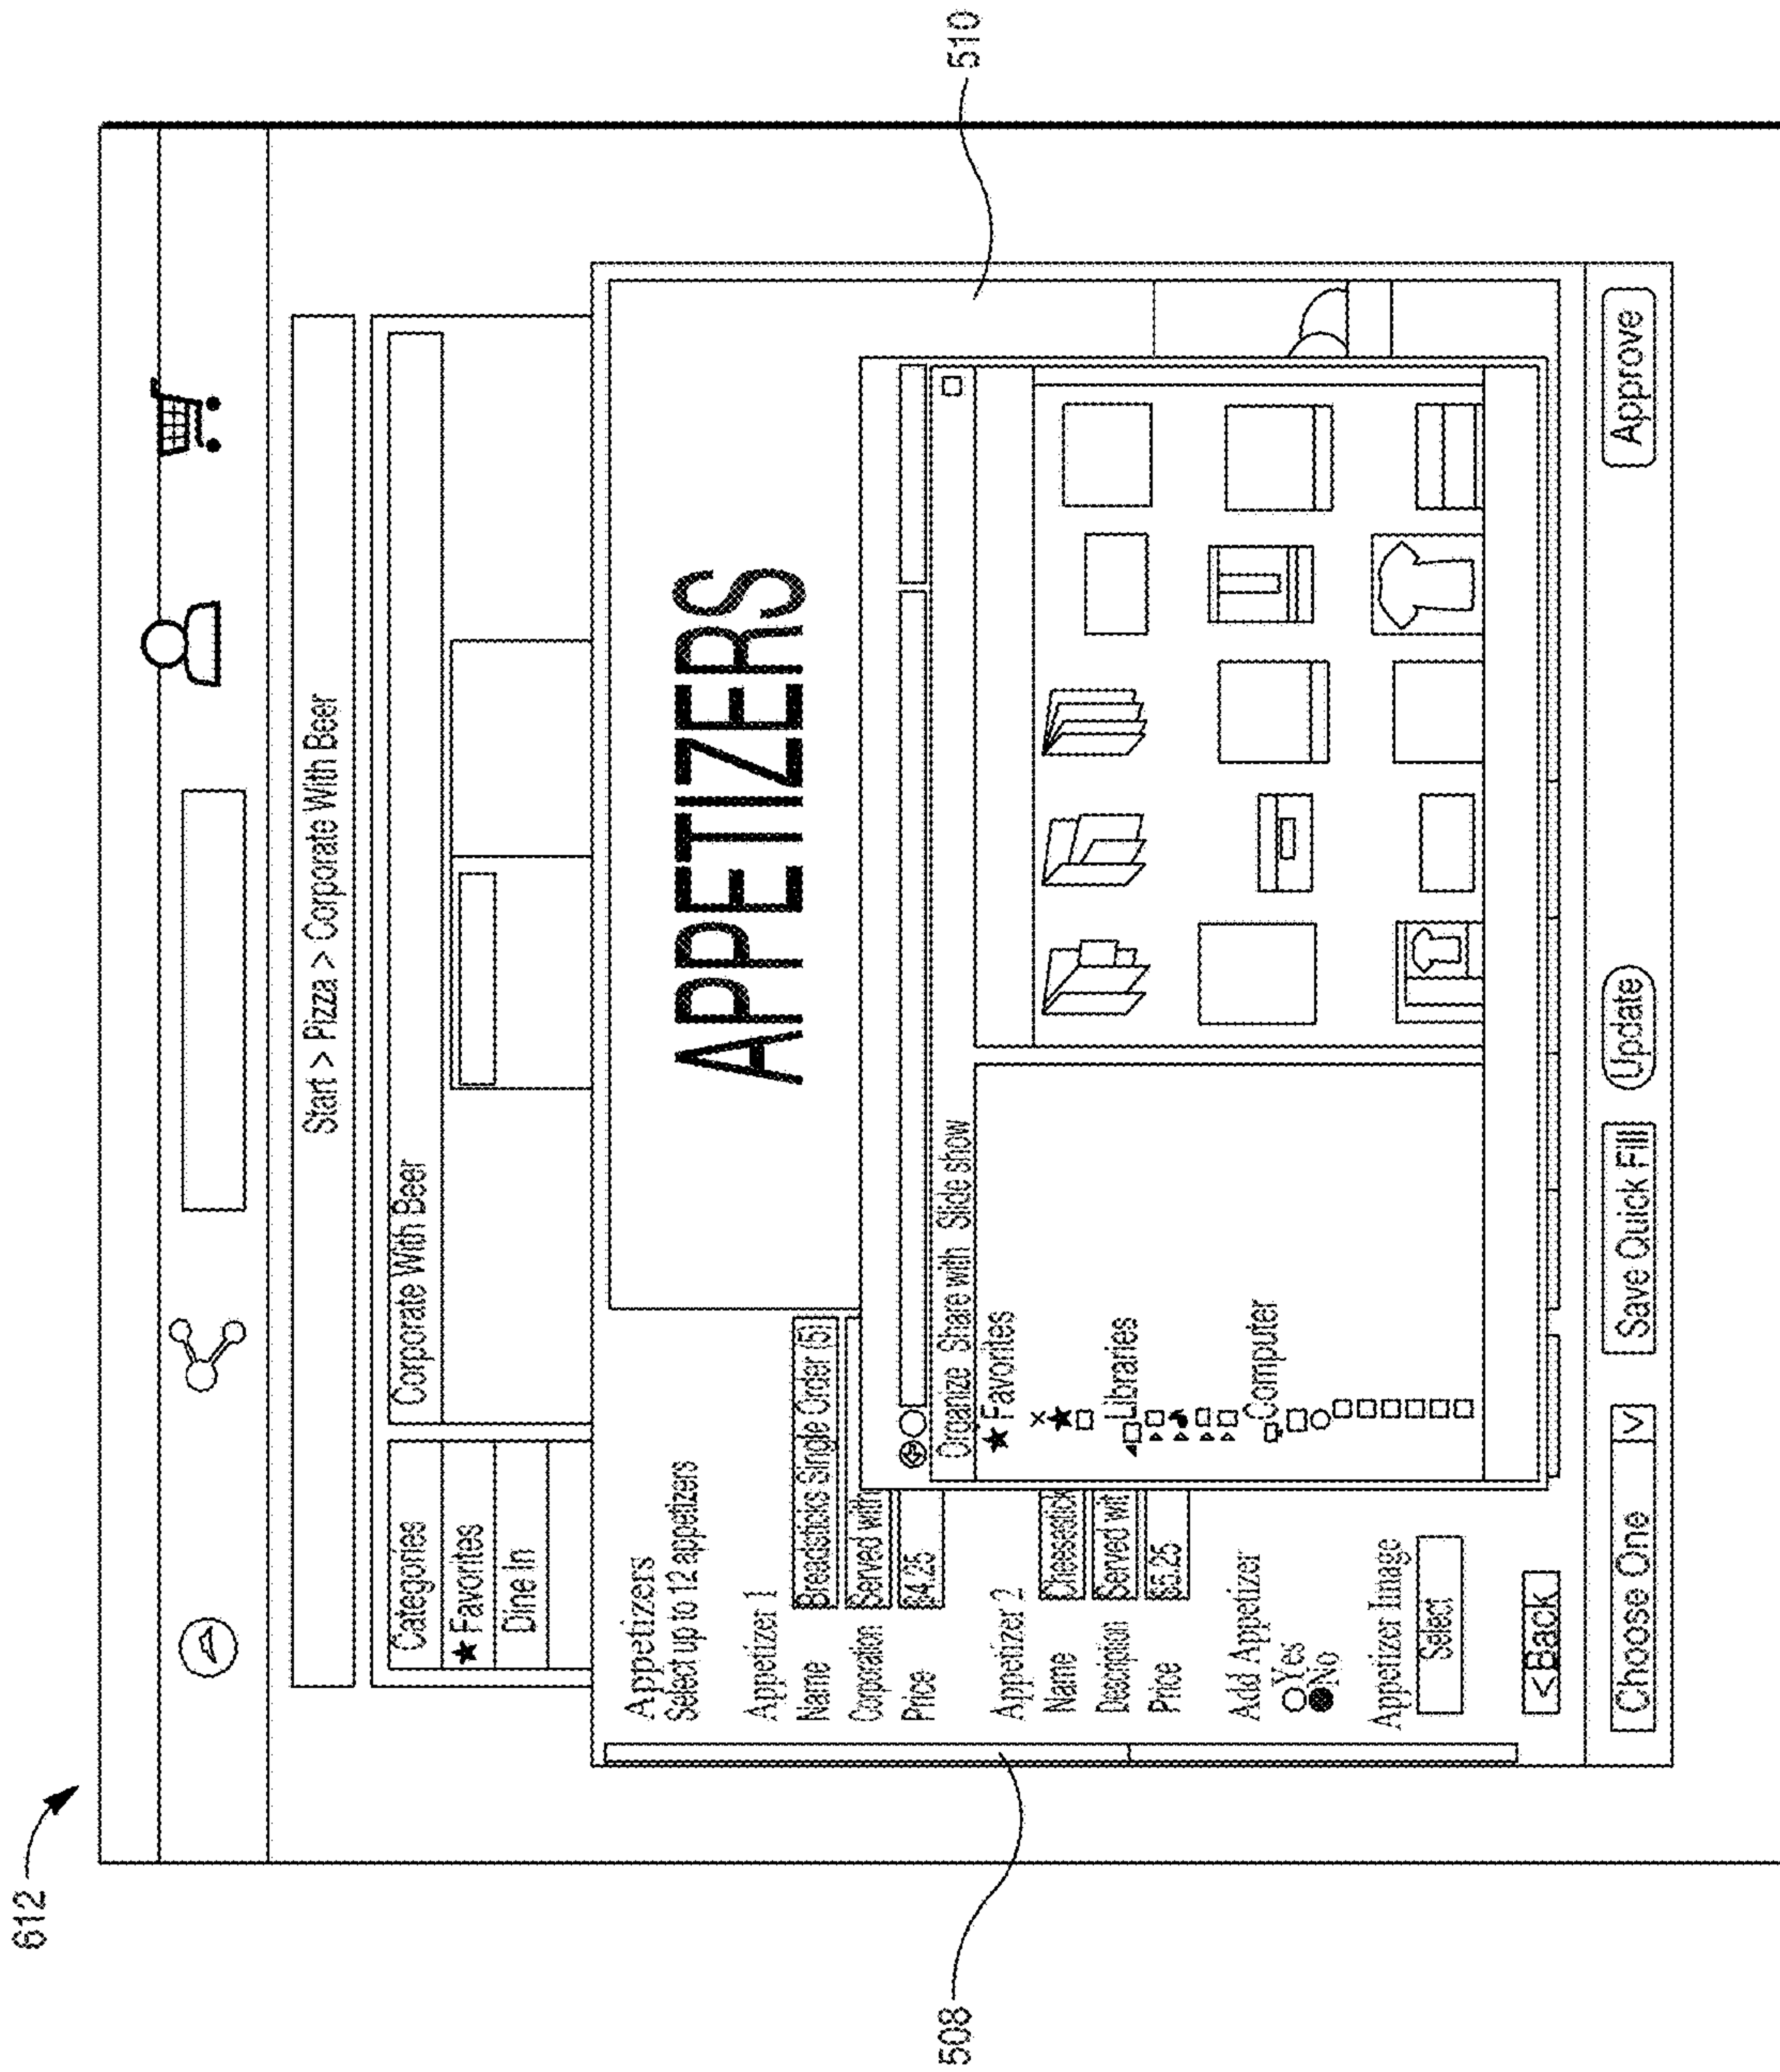 612
Start > Pizza > Corporate With Beer
Categories
★ Favorites
Dine In
Corporate With Beer
Appetizers
Select up to 12 appetizers
Appetizer 1
Name Breadsticks Single Order (5)
Corporation Served with
Price $4.25
Appetizer 2
Name Cheesestick
Description Served wit
Price $5.25
Add Appetizer
Yes
No
Appetizer Image
Select
<Back
APPETIZERS
Organize Share with Slide show
★ Favorites
Libraries
Computer
Choose One V
Save Quick Fill
Update
Approve
508
510